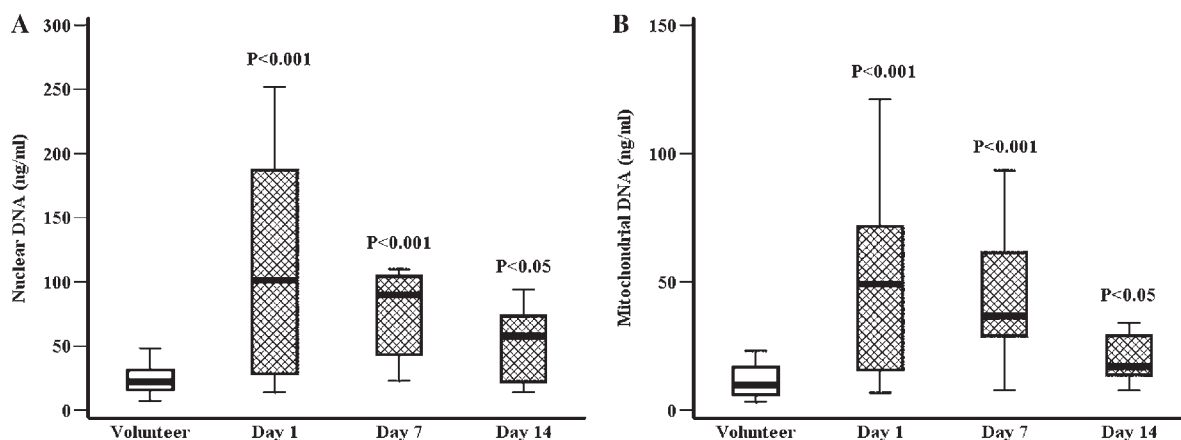 A
300
250
200
150
100
50
0
Nuclear DNA (ng/ml)
P<0.001
P<0.001
P<0.05
Volunteer Day 1 Day 7 Day 14
B
150
100
50
0
Mitochondrial DNA (ng/ml)
P<0.001
P<0.001
P<0.05
Volunteer Day 1 Day 7 Day 14